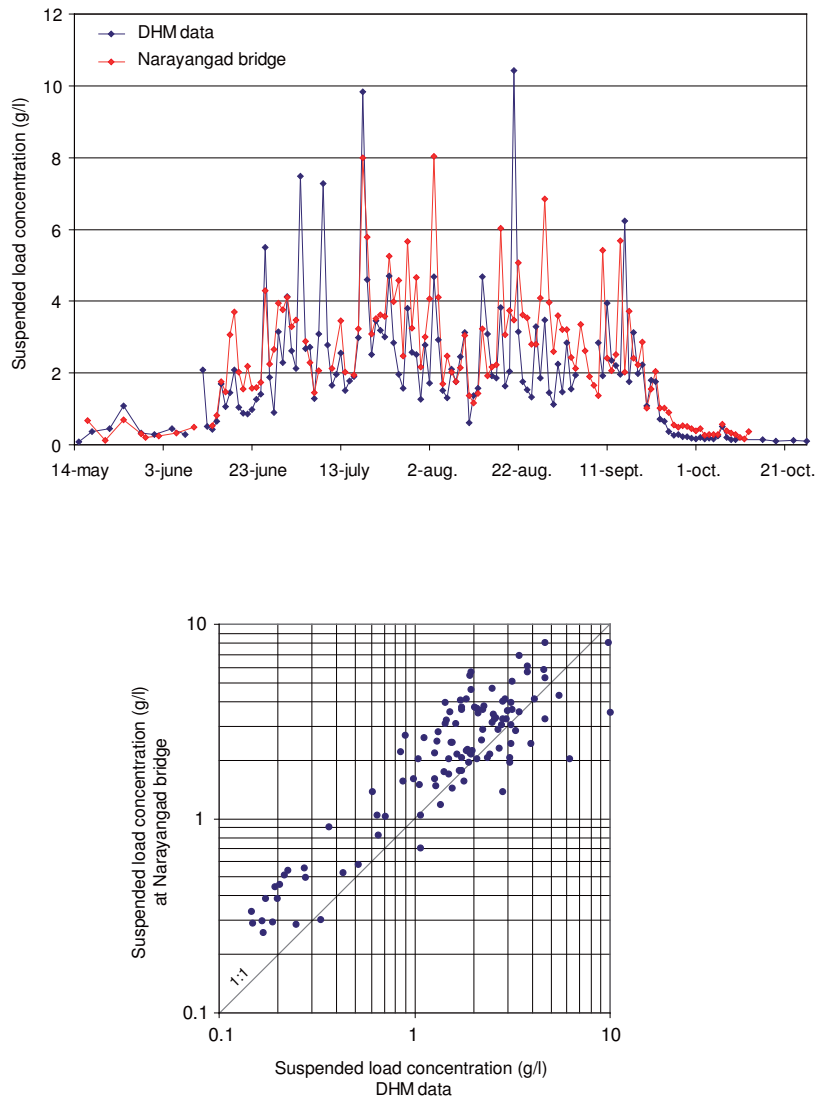 12
10
8
6
4
2
0
Suspended load concentration (g/l)
DHM data
Narayangad bridge
14-may
3-june
23-june
13-july
2-aug.
22-aug.
11-sept.
1-oct.
21-oct.
10
1
0.1
Suspended load concentration (g/l)
at Narayangad bridge
1:1
0.1
1
10
Suspended load concentration (g/l)
DHM data